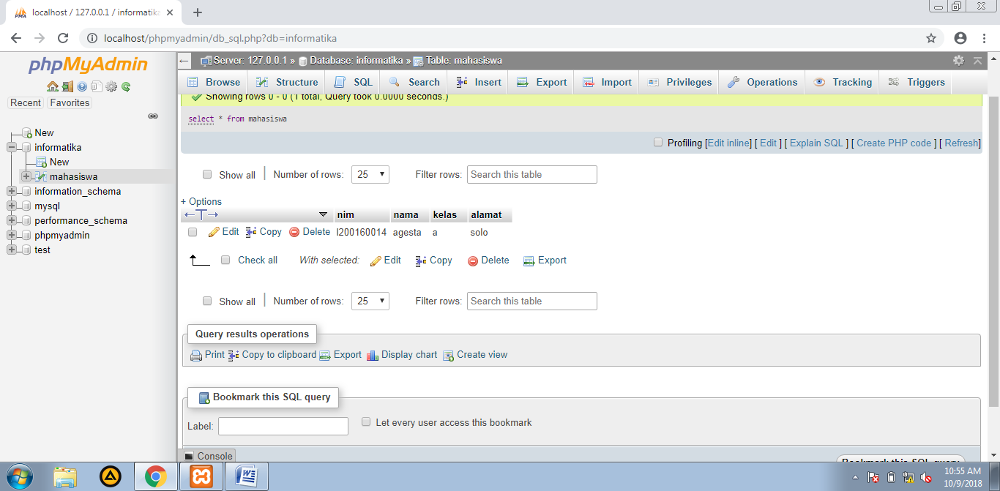 localhost / 127.0.0.1 / informatika
localhost/phpmyadmin/db_sql.php?db=informatika
phpMyAdmin
Recent Favorites
New
informatika
New
mahasiswa
information_schema
mysql
performance_schema
phpmyadmin
test
Server: 127.0.0.1 » Database: informatika » Table: mahasiswa
Browse Structure SQL Search Insert Export Import Privileges Operations Tracking Triggers
Showing rows 0 - 0 (1 total, Query took 0.0000 seconds.)
select * from mahasiswa
Profiling [Edit inline] [ Edit ] [ Explain SQL ] [ Create PHP code ] [ Refresh]
Show all | Number of rows: 25 Filter rows: Search this table
+ Options
←T→ nim nama kelas alamat
Edit Copy Delete l200160014 agesta a solo
Check all With selected: Edit Copy Delete Export
Show all | Number of rows: 25 Filter rows: Search this table
Query results operations
Print Copy to clipboard Export Display chart Create view
Bookmark this SQL query
Label: Let every user access this bookmark
Console
Bookmark this SQL query
10:55 AM
10/9/2018